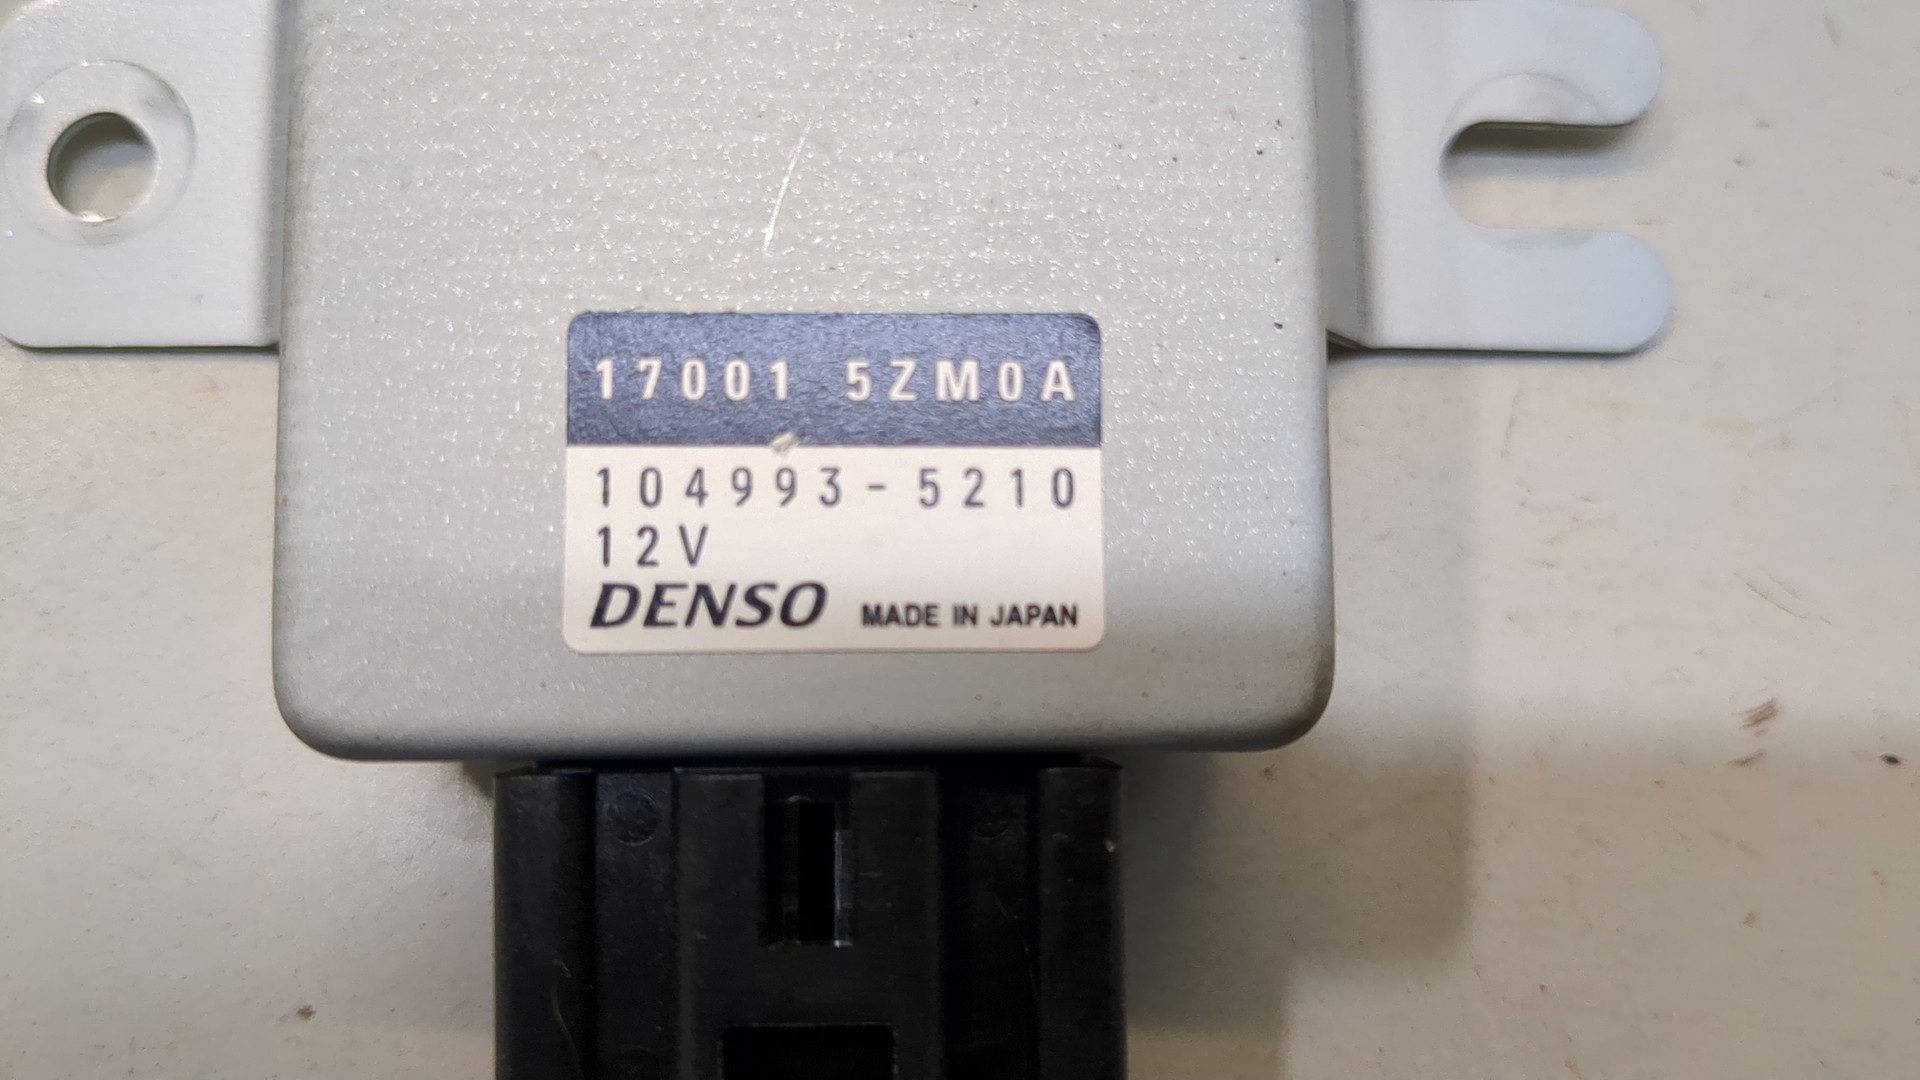 17001 5ZM0A
104993-5210
12V
DENSO MADE IN JAPAN